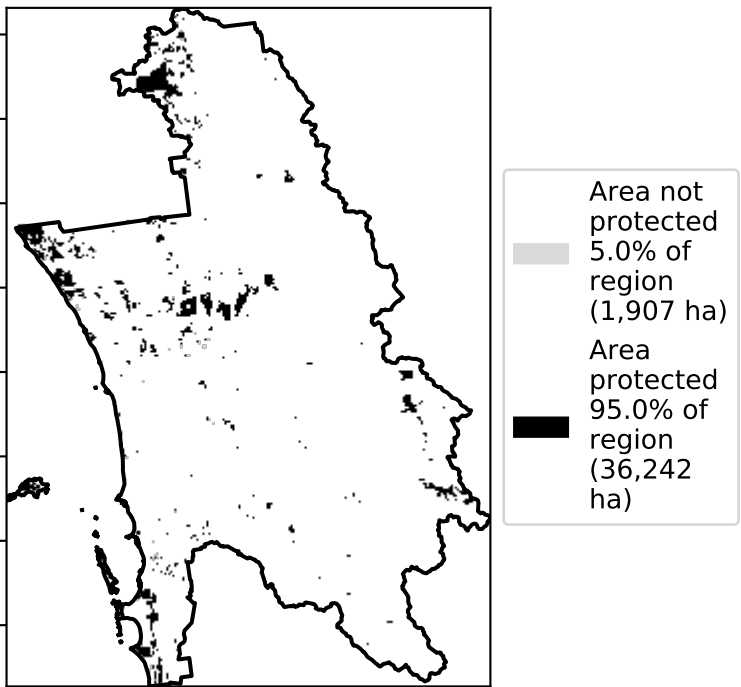 Area not
protected
5.0% of
region
(1,907 ha)
Area
protected
95.0% of
region
(36,242
ha)